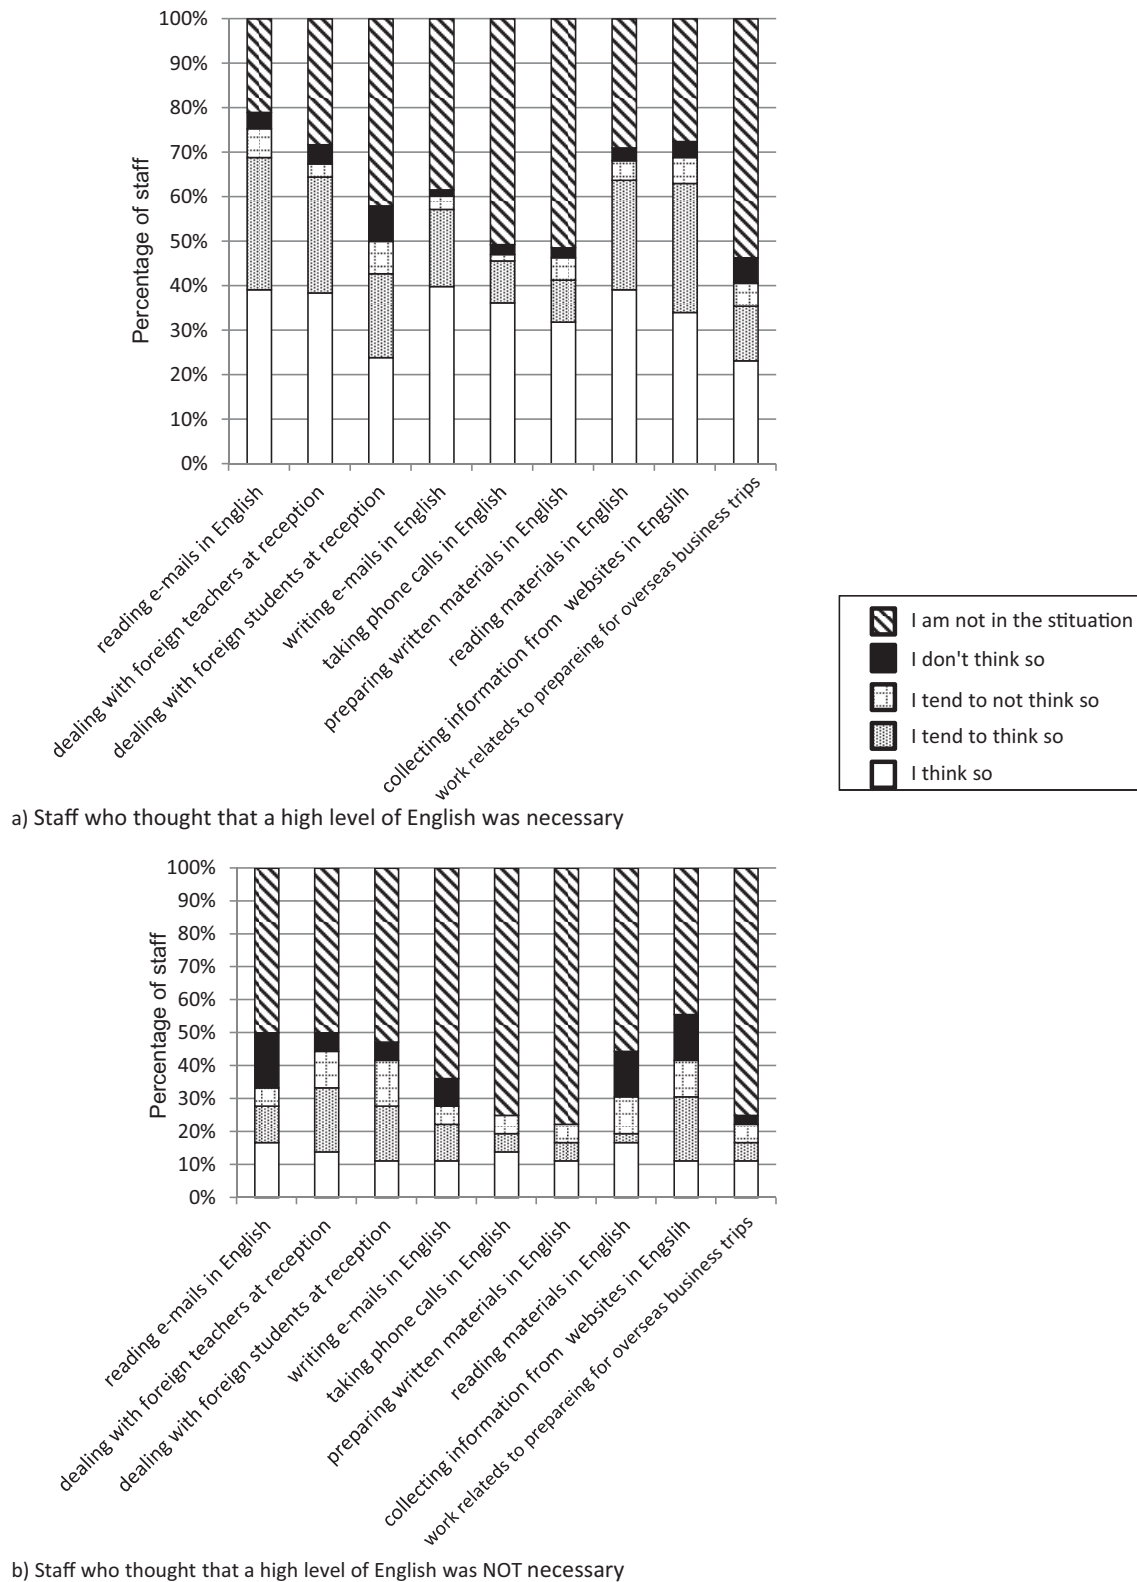 100%
90%
80%
70%
60%
50%
40%
30%
20%
10%
0%
Percentage of staff
reading e-mails in English
dealing with foreign teachers at reception
dealing with foreign students at reception
writing e-mails in English
taking phone calls in English
preparing written materials in English
reading materials in English
collecting information from websites in Engslih
work relateds to prepareing for overseas business trips
I am not in the stituation
I don't think so
I tend to not think so
I tend to think so
I think so
a) Staff who thought that a high level of English was necessary
100%
90%
80%
70%
60%
50%
40%
30%
20%
10%
0%
Percentage of staff
reading e-mails in English
dealing with foreign teachers at reception
dealing with foreign students at reception
writing e-mails in English
taking phone calls in English
preparing written materials in English
reading materials in English
collecting information from websites in Engslih
work relateds to prepareing for overseas business trips
b) Staff who thought that a high level of English was NOT necessary